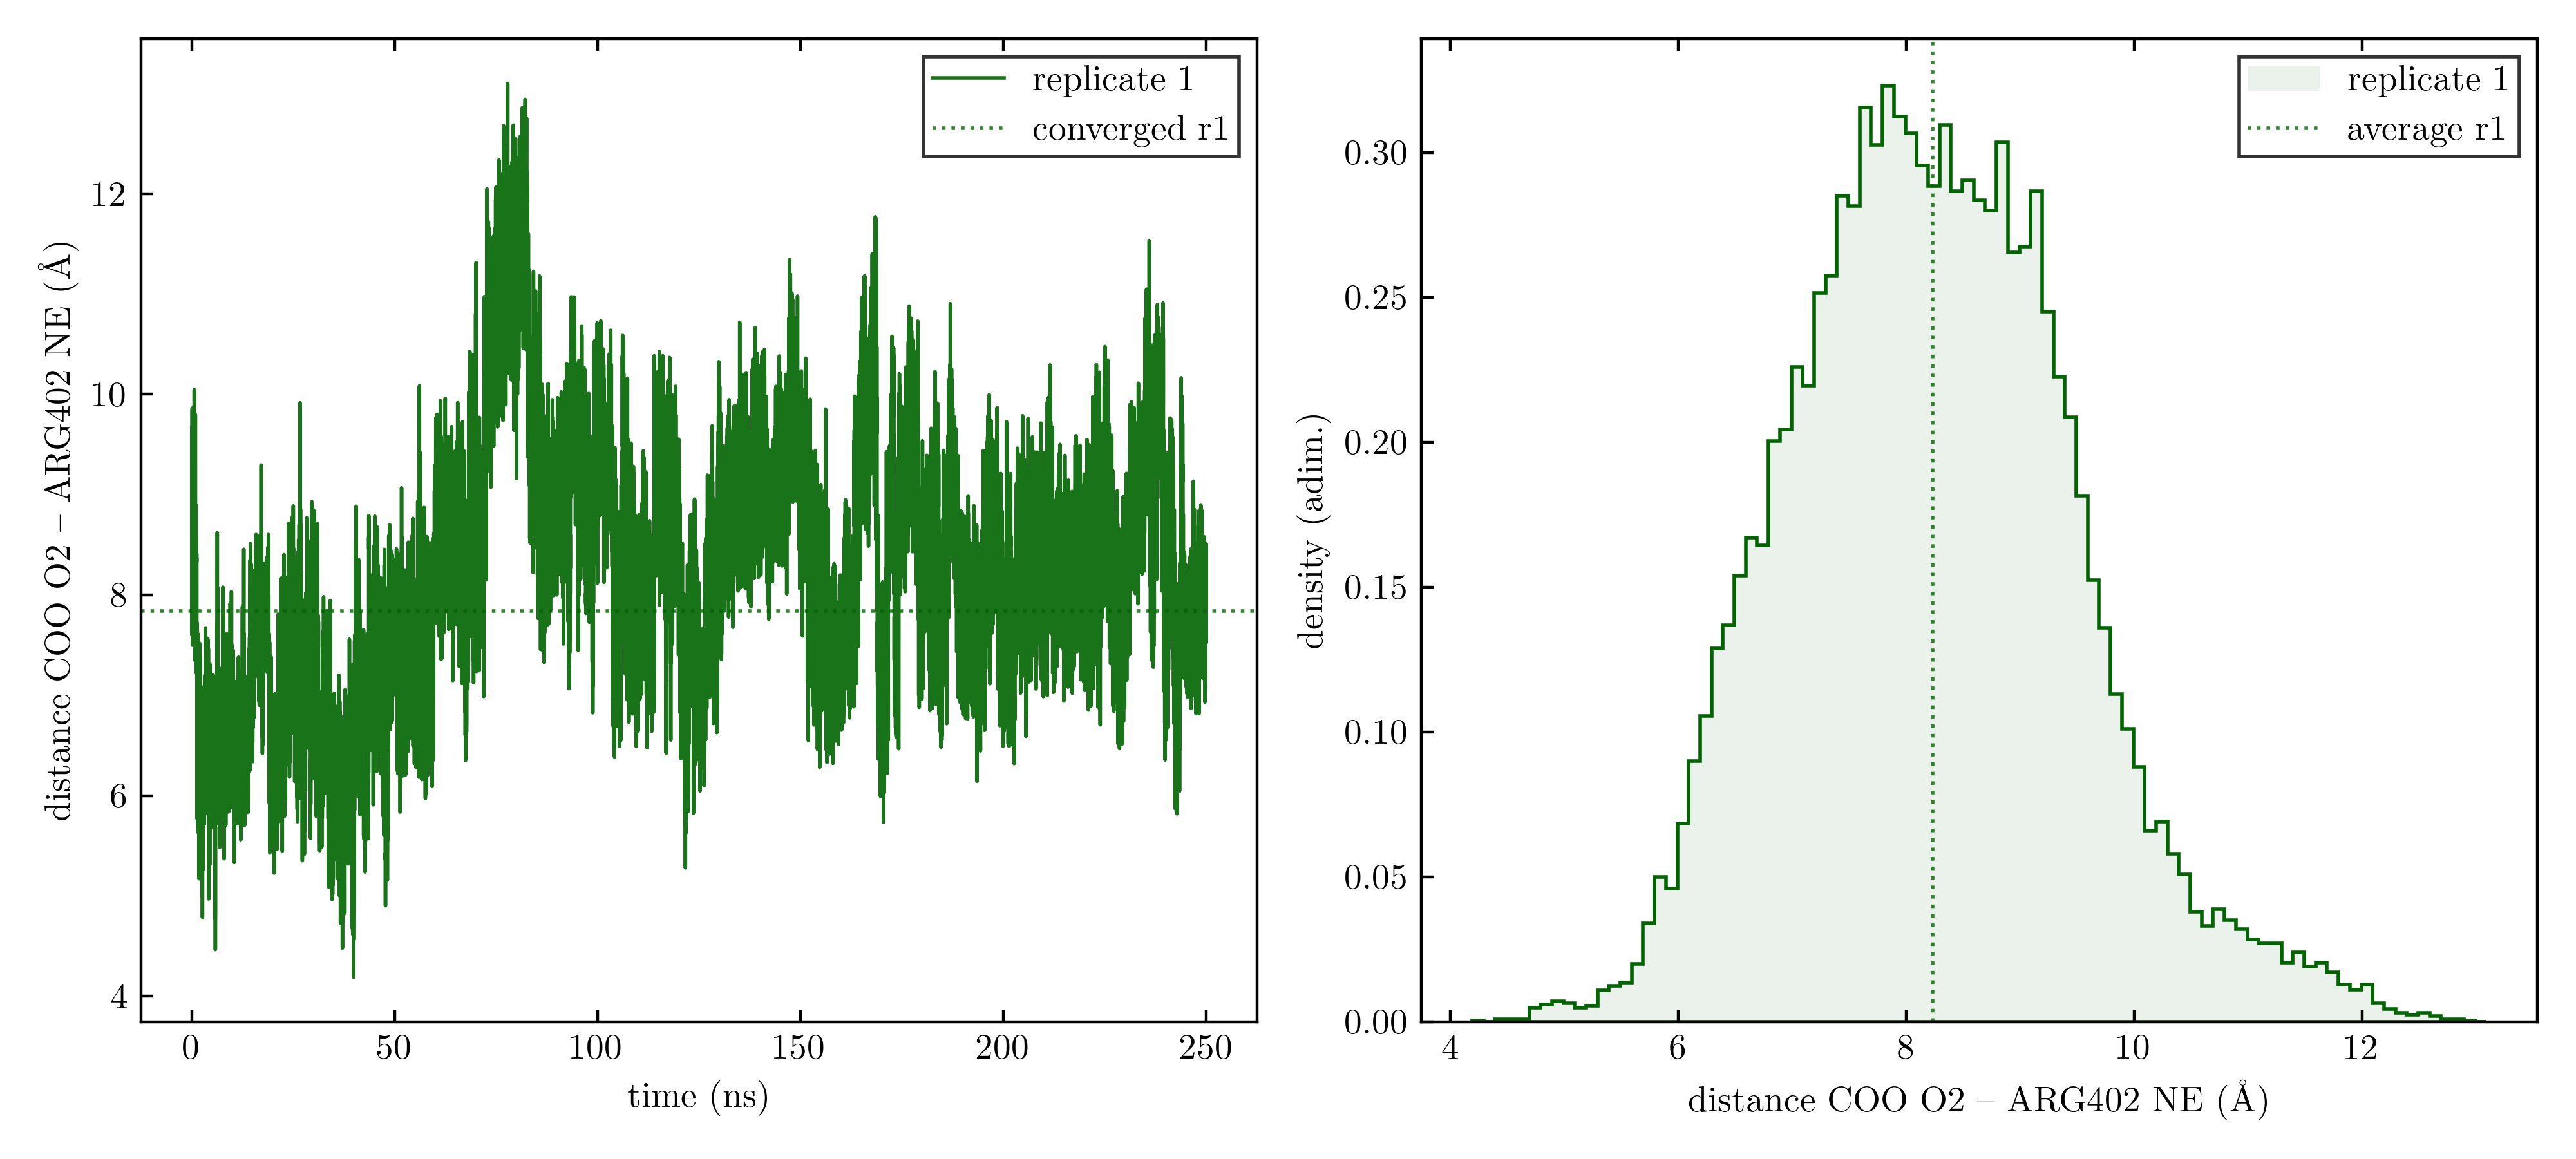 distance COO O2 – ARG402 NE (Å)
12
10
8
6
4
0
50
100
150
200
250
time (ns)
replicate 1
converged r1
density (adim.)
0.30
0.25
0.20
0.15
0.10
0.05
0.00
4
6
8
10
12
distance COO O2 – ARG402 NE (Å)
replicate 1
average r1